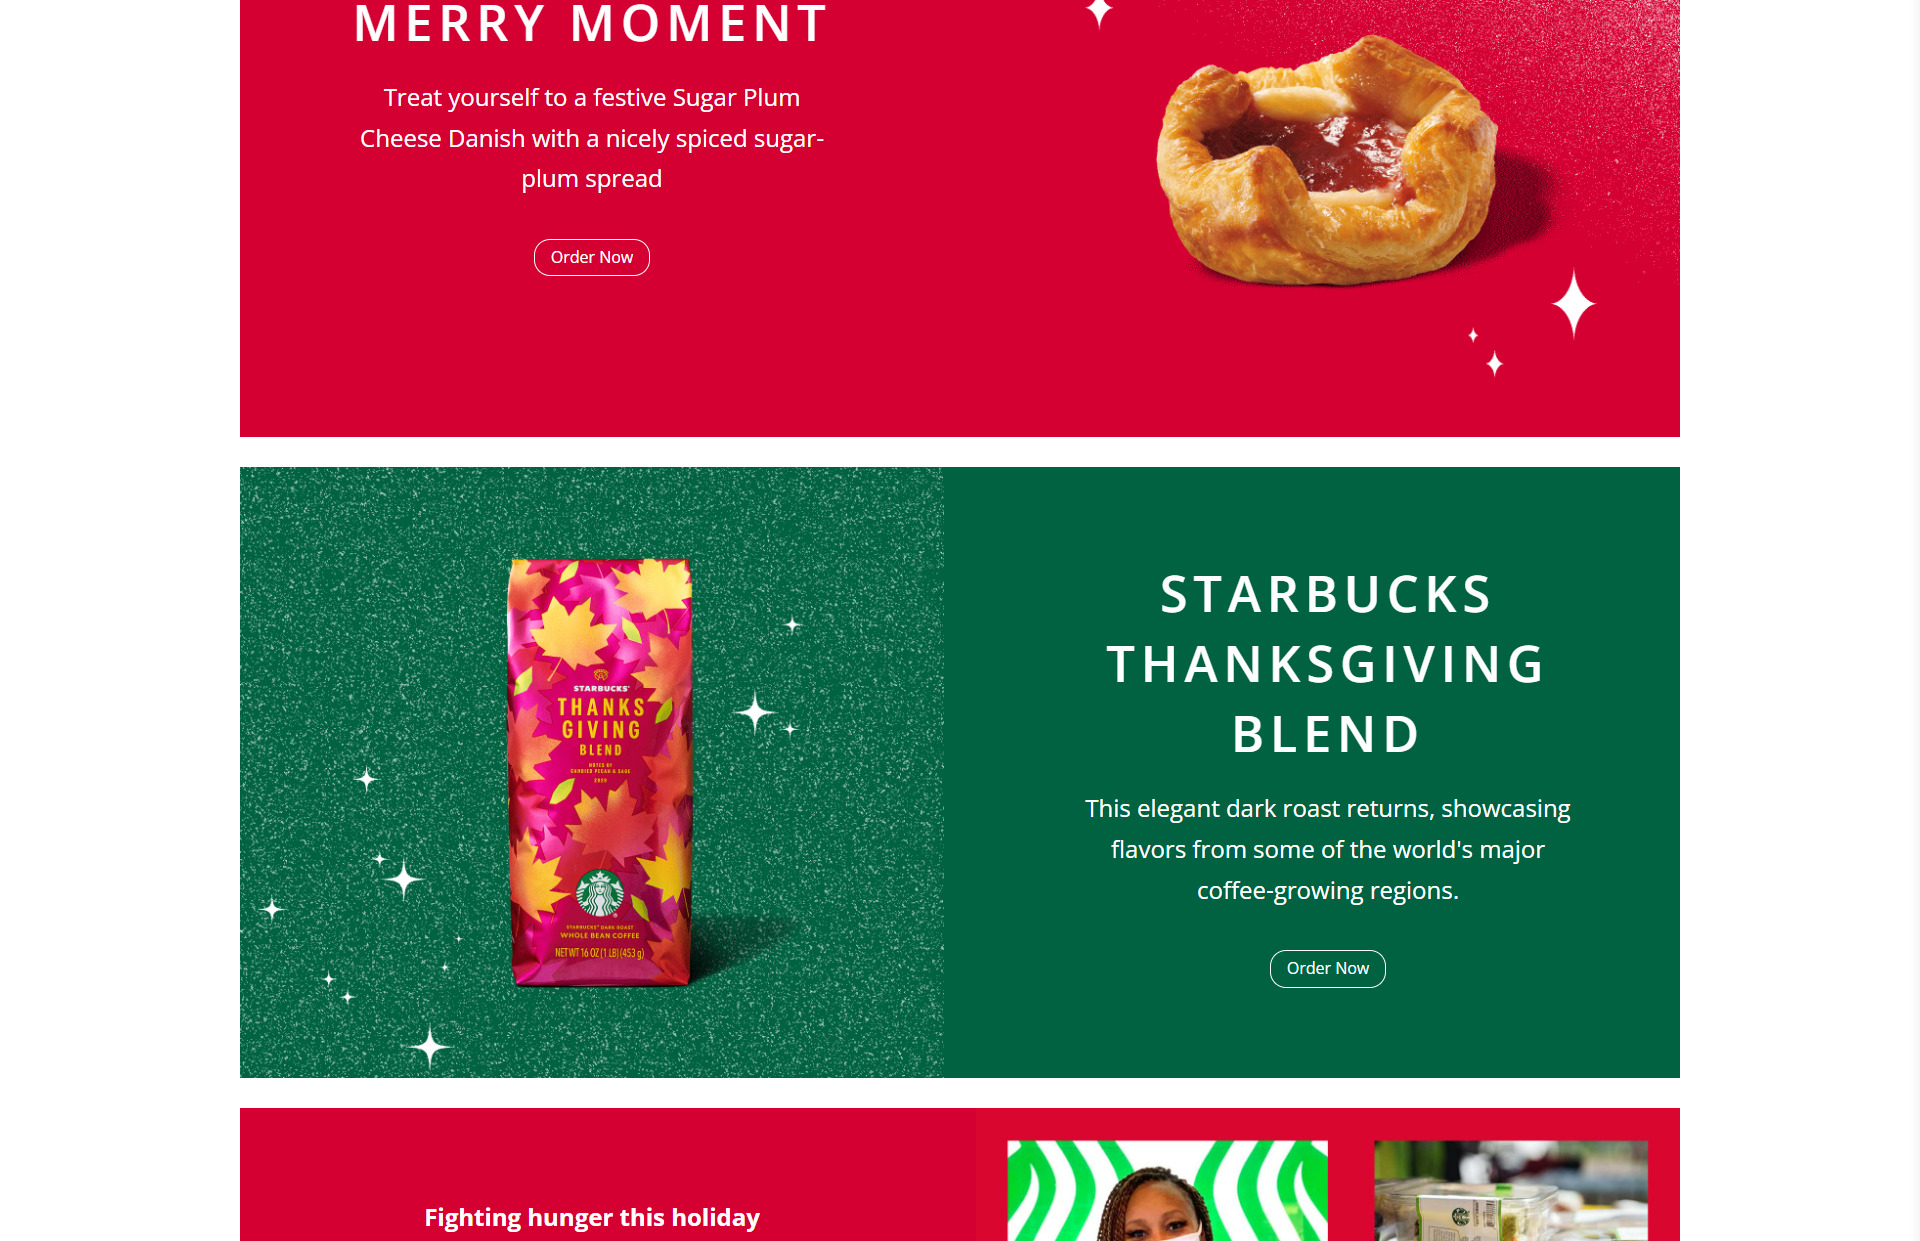 MERRY MOMENT
Treat yourself to a festive Sugar Plum
Cheese Danish with a nicely spiced sugar-
plum spread
Order Now
STARBUCKS®
THANKS
GIVING
BLEND
NOTES OF
CANDIED PECAN & SAGE
STARBUCKS® DARK ROAST
WHOLE BEAN COFFEE
NET WT 16 OZ (1 LB) (453 g)
STARBUCKS
THANKSGIVING
BLEND
This elegant dark roast returns, showcasing
flavors from some of the world's major
coffee-growing regions.
Order Now
Fighting hunger this holiday